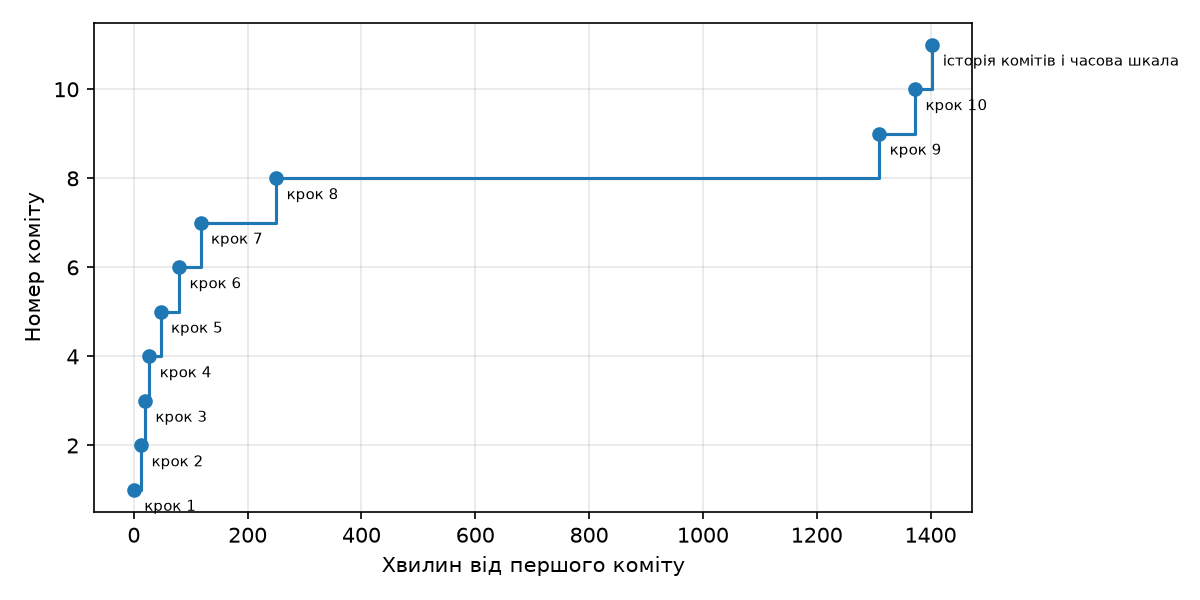 історія комітів і часова шкала
10
крок 10
крок 9
8
крок 8
крок 7
6
крок 6
крок 5
4
крок 4
крок 3
2
крок 2
крок 1
Номер коміту
0 200 400 600 800 1000 1200 1400
Хвилин від першого коміту